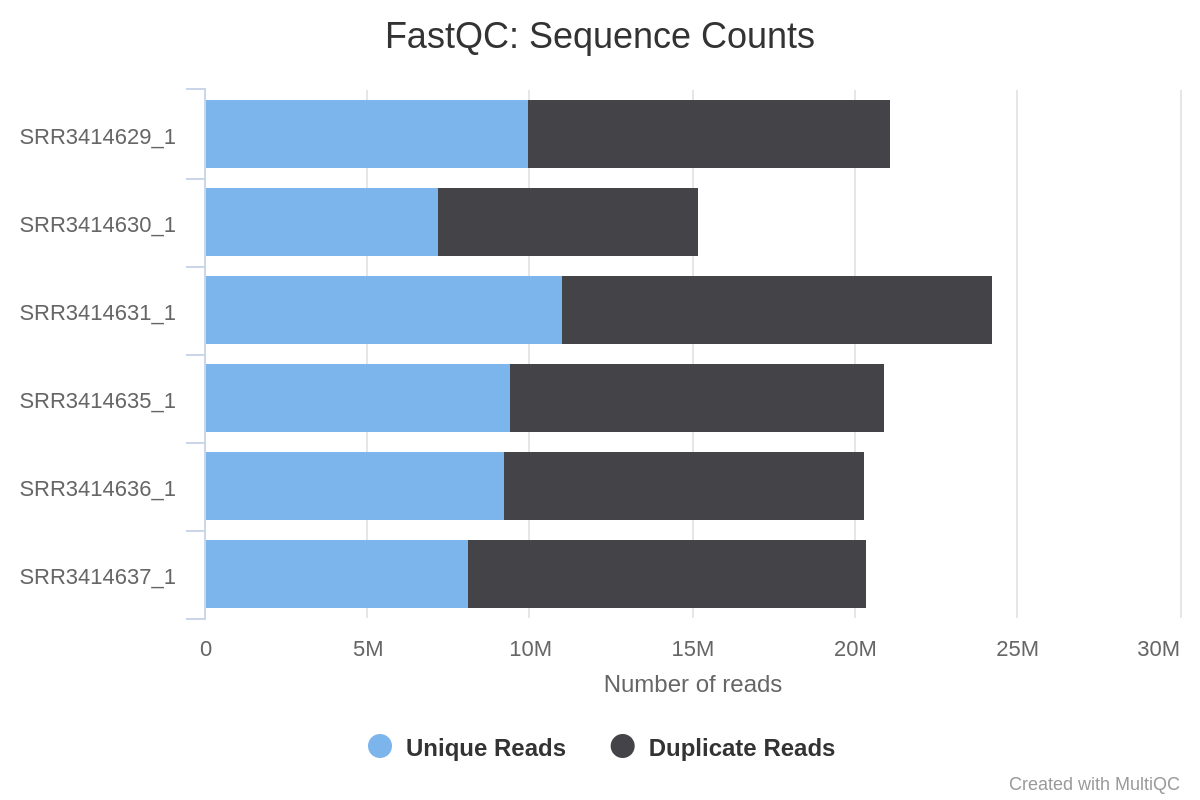 FastQC: Sequence Counts
SRR3414629_1
SRR3414630_1
SRR3414631_1
SRR3414635_1
SRR3414636_1
SRR3414637_1
0 5M 10M 15M 20M 25M 30M
Number of reads
Unique Reads Duplicate Reads
Created with MultiQC